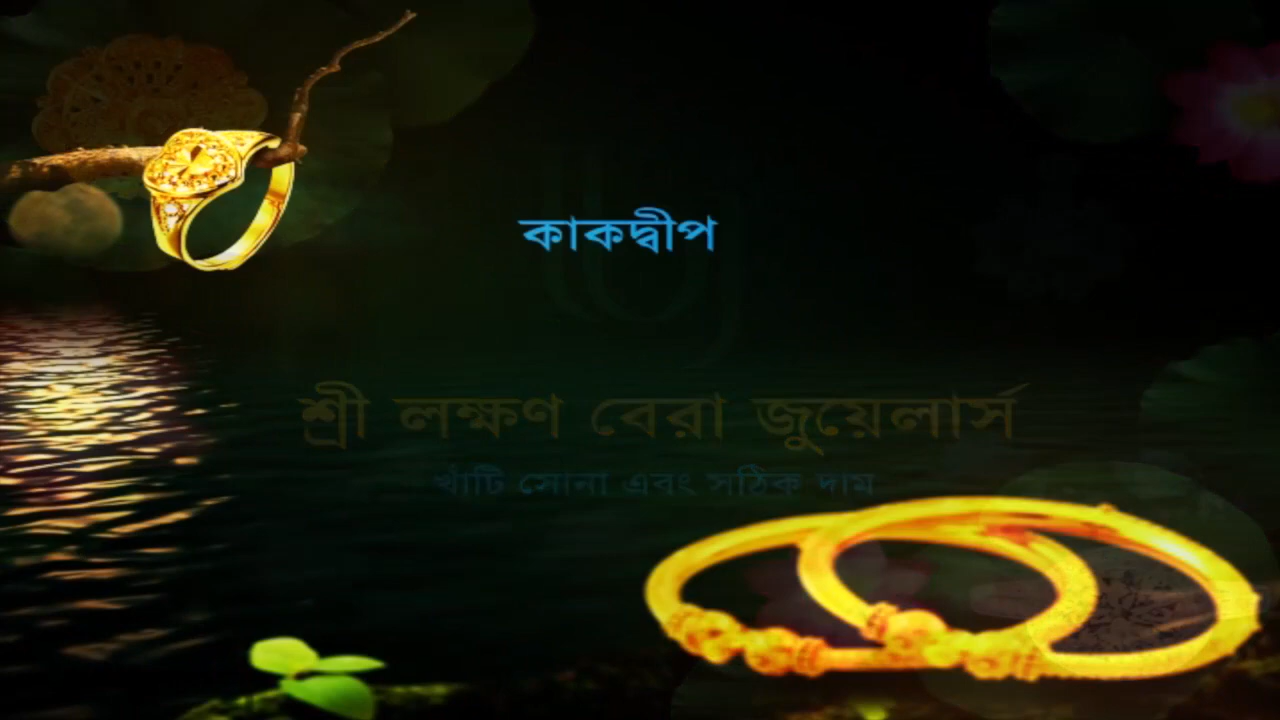 কাকদ্বীপ
শ্রী লক্ষণ বেরা জুয়েলার্স
খাঁটি সোনা এবং সঠিক দাম